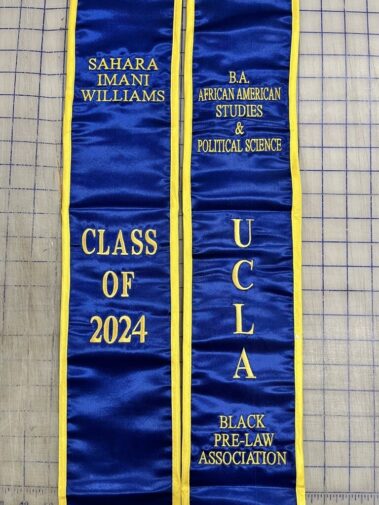 SAHARA
IMANI
WILLIAMS
CLASS
OF
2024
B.A.
AFRICAN AMERICAN
STUDIES
&
POLITICAL SCIENCE
U
C
L
A
BLACK
PRE-LAW
ASSOCIATION